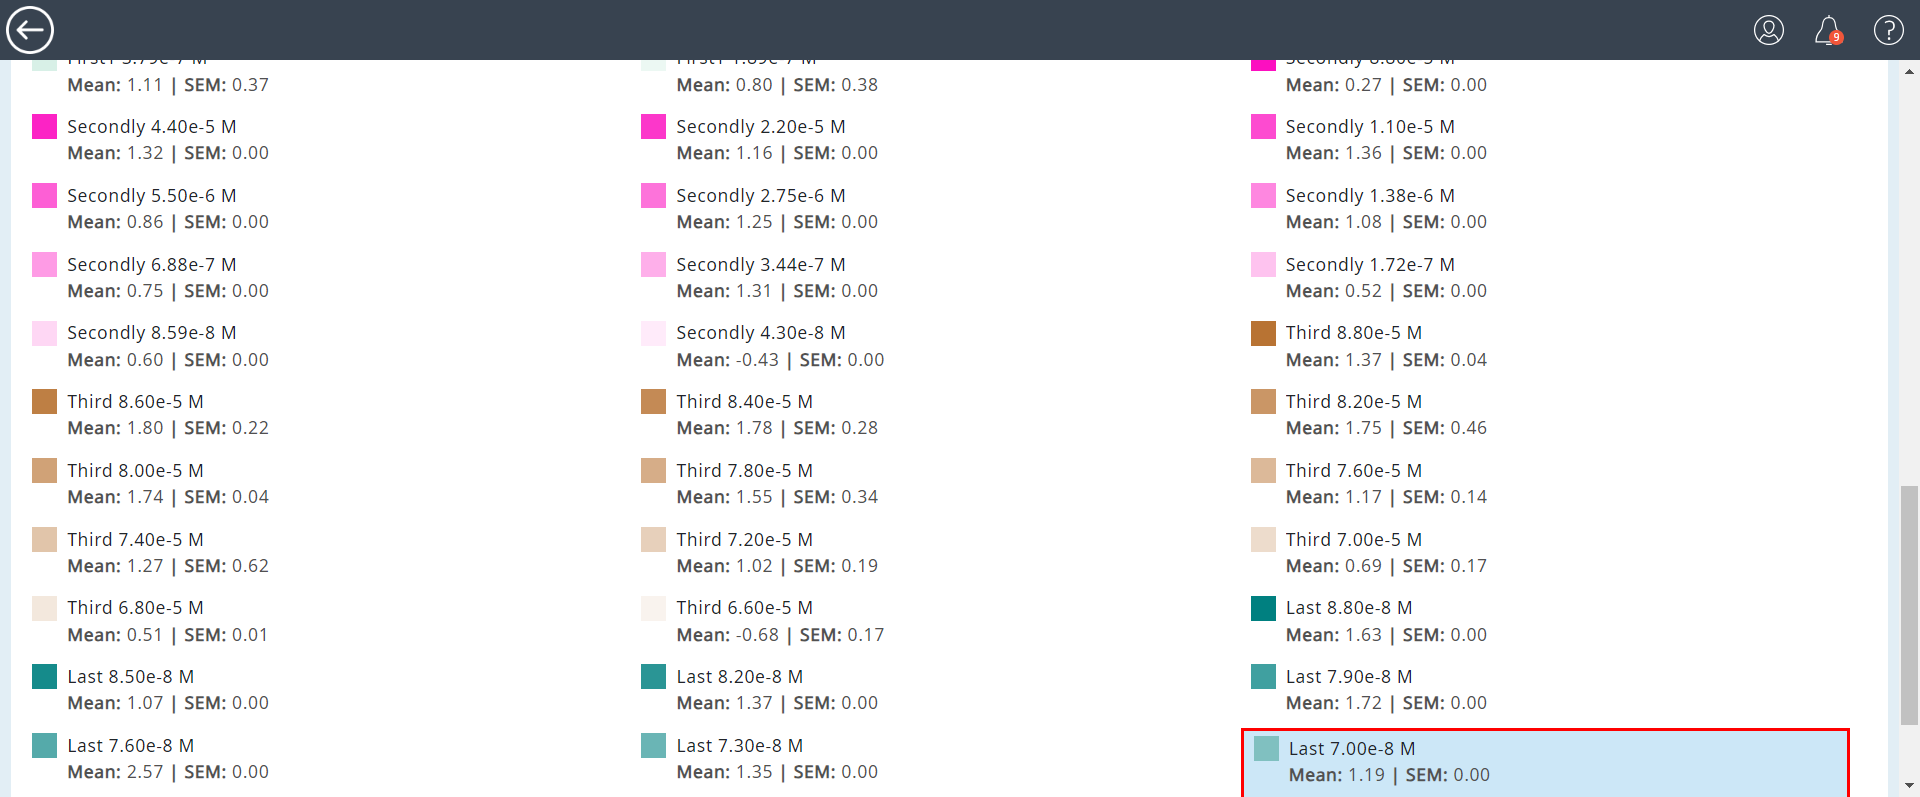 9
Mean: 1.11 | SEM: 0.37
Mean: 0.80 | SEM: 0.38
Mean: 0.27 | SEM: 0.00
Secondly 4.40e-5 M
Mean: 1.32 | SEM: 0.00
Secondly 2.20e-5 M
Mean: 1.16 | SEM: 0.00
Secondly 1.10e-5 M
Mean: 1.36 | SEM: 0.00
Secondly 5.50e-6 M
Mean: 0.86 | SEM: 0.00
Secondly 2.75e-6 M
Mean: 1.25 | SEM: 0.00
Secondly 1.38e-6 M
Mean: 1.08 | SEM: 0.00
Secondly 6.88e-7 M
Mean: 0.75 | SEM: 0.00
Secondly 3.44e-7 M
Mean: 1.31 | SEM: 0.00
Secondly 1.72e-7 M
Mean: 0.52 | SEM: 0.00
Secondly 8.59e-8 M
Mean: 0.60 | SEM: 0.00
Secondly 4.30e-8 M
Mean: -0.43 | SEM: 0.00
Third 8.80e-5 M
Mean: 1.37 | SEM: 0.04
Third 8.60e-5 M
Mean: 1.80 | SEM: 0.22
Third 8.40e-5 M
Mean: 1.78 | SEM: 0.28
Third 8.20e-5 M
Mean: 1.75 | SEM: 0.46
Third 8.00e-5 M
Mean: 1.74 | SEM: 0.04
Third 7.80e-5 M
Mean: 1.55 | SEM: 0.34
Third 7.60e-5 M
Mean: 1.17 | SEM: 0.14
Third 7.40e-5 M
Mean: 1.27 | SEM: 0.62
Third 7.20e-5 M
Mean: 1.02 | SEM: 0.19
Third 7.00e-5 M
Mean: 0.69 | SEM: 0.17
Third 6.80e-5 M
Mean: 0.51 | SEM: 0.01
Third 6.60e-5 M
Mean: -0.68 | SEM: 0.17
Last 8.80e-8 M
Mean: 1.63 | SEM: 0.00
Last 8.50e-8 M
Mean: 1.07 | SEM: 0.00
Last 8.20e-8 M
Mean: 1.37 | SEM: 0.00
Last 7.90e-8 M
Mean: 1.72 | SEM: 0.00
Last 7.60e-8 M
Mean: 2.57 | SEM: 0.00
Last 7.30e-8 M
Mean: 1.35 | SEM: 0.00
Last 7.00e-8 M
Mean: 1.19 | SEM: 0.00